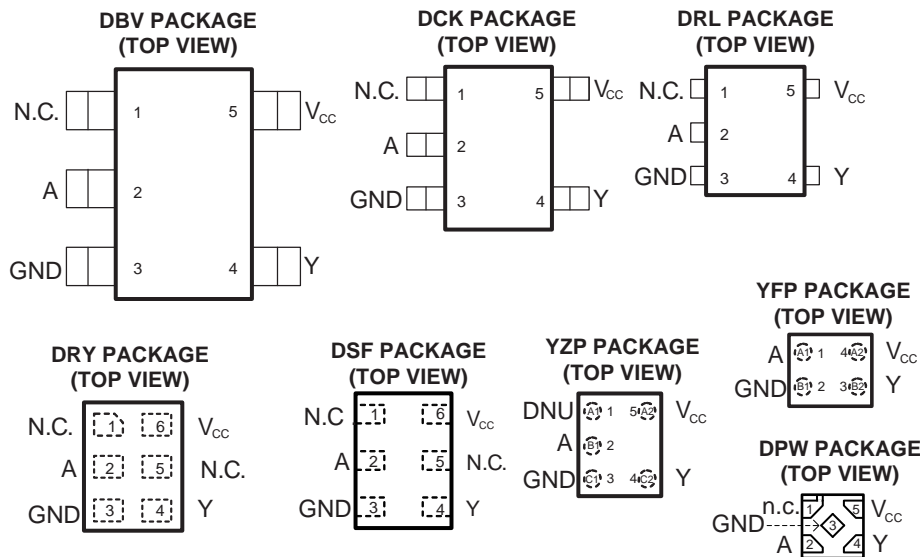 DBV PACKAGE
(TOP VIEW)
N.C. 1 5 VCC
A 2
GND 3 4 Y
DCK PACKAGE
(TOP VIEW)
N.C. 1 5 VCC
A 2
GND 3 4 Y
DRL PACKAGE
(TOP VIEW)
N.C. 1 5 VCC
A 2
GND 3 4 Y
DRY PACKAGE
(TOP VIEW)
N.C. 1 6 VCC
A 2 5 N.C.
GND 3 4 Y
DSF PACKAGE
(TOP VIEW)
N.C 1 6 VCC
A 2 5 N.C.
GND 3 4 Y
YZP PACKAGE
(TOP VIEW)
DNU A1 1 5 A2 VCC
A B1 2
GND C1 3 4 C2 Y
YFP PACKAGE
(TOP VIEW)
A A1 1 4 A2 VCC
GND B1 2 3 B2 Y
DPW PACKAGE
(TOP VIEW)
n.c. 1 5 VCC
GND 3
A 2 4 Y